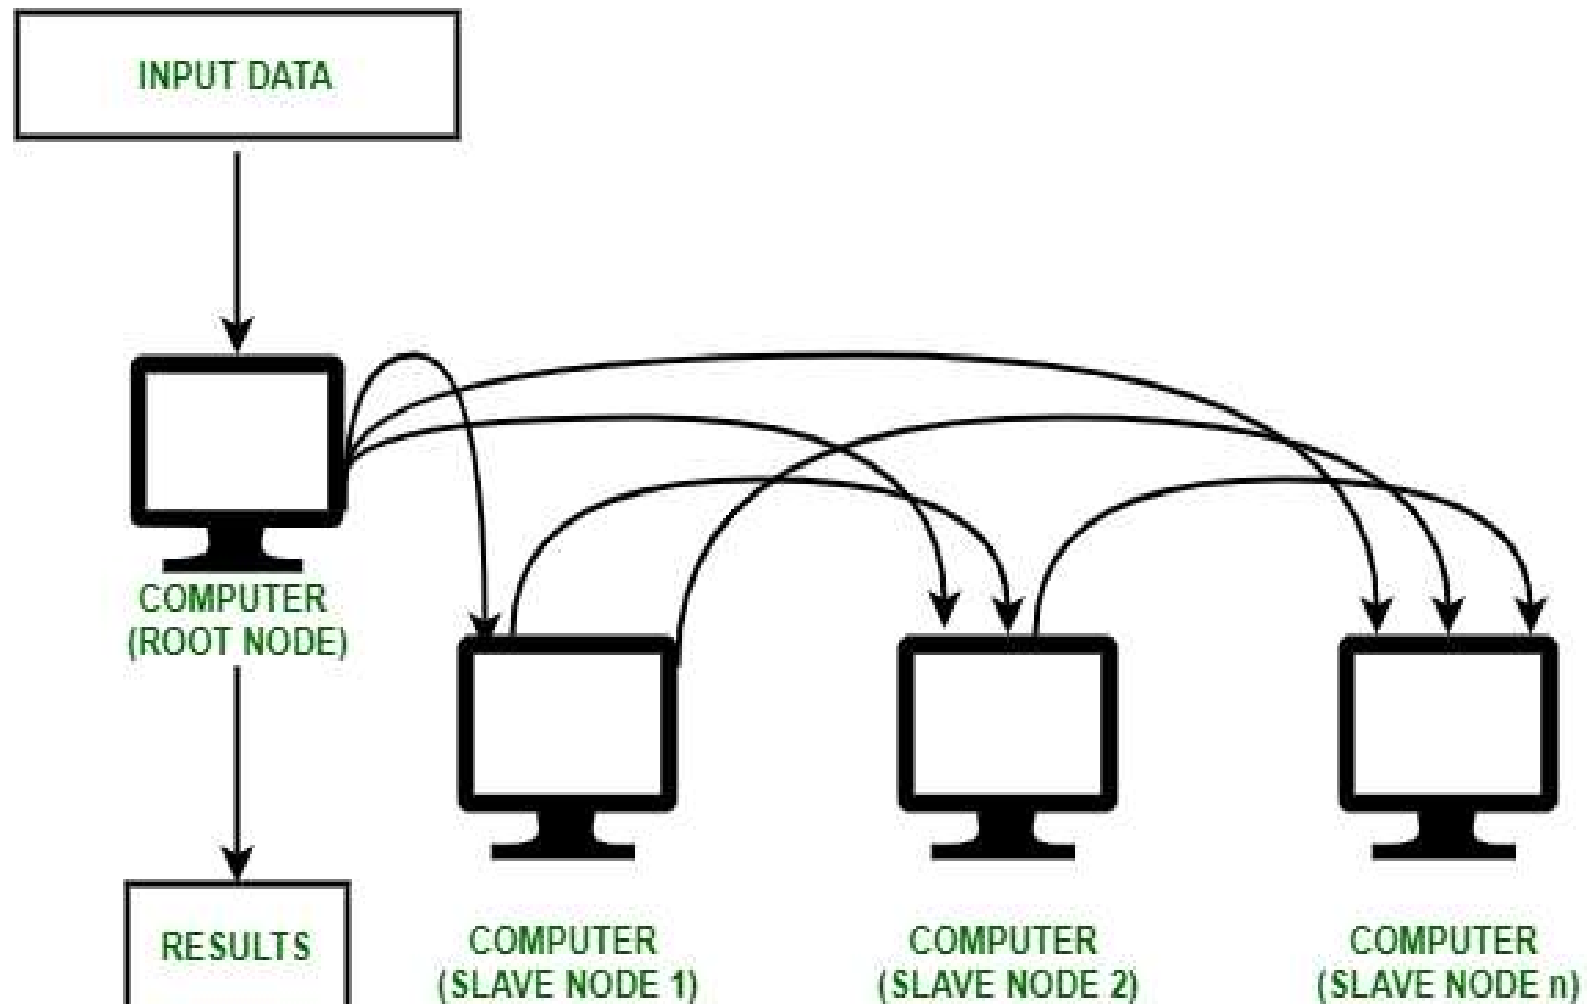 INPUT DATA
COMPUTER
(ROOT NODE)
RESULTS
COMPUTER
(SLAVE NODE 1)
COMPUTER
(SLAVE NODE 2)
COMPUTER
(SLAVE NODE n)